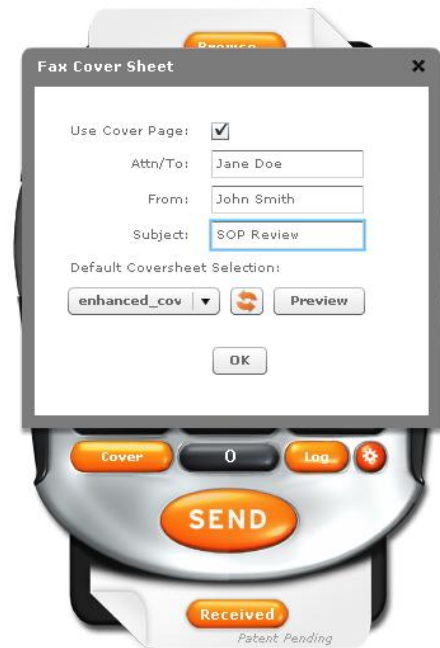 Browse
Fax Cover Sheet
Use Cover Page:
Attn/To: Jane Doe
From: John Smith
Subject: SOP Review
Default Coversheet Selection:
enhanced_cov Preview
OK
Cover 0 Log
SEND
Received
Patent Pending